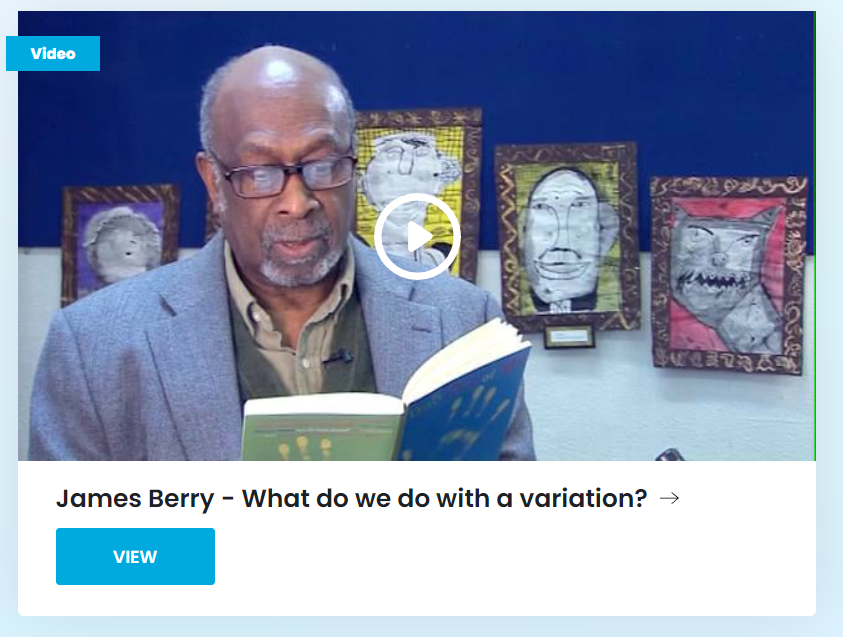 Video
James Berry - What do we do with a variation? →
VIEW